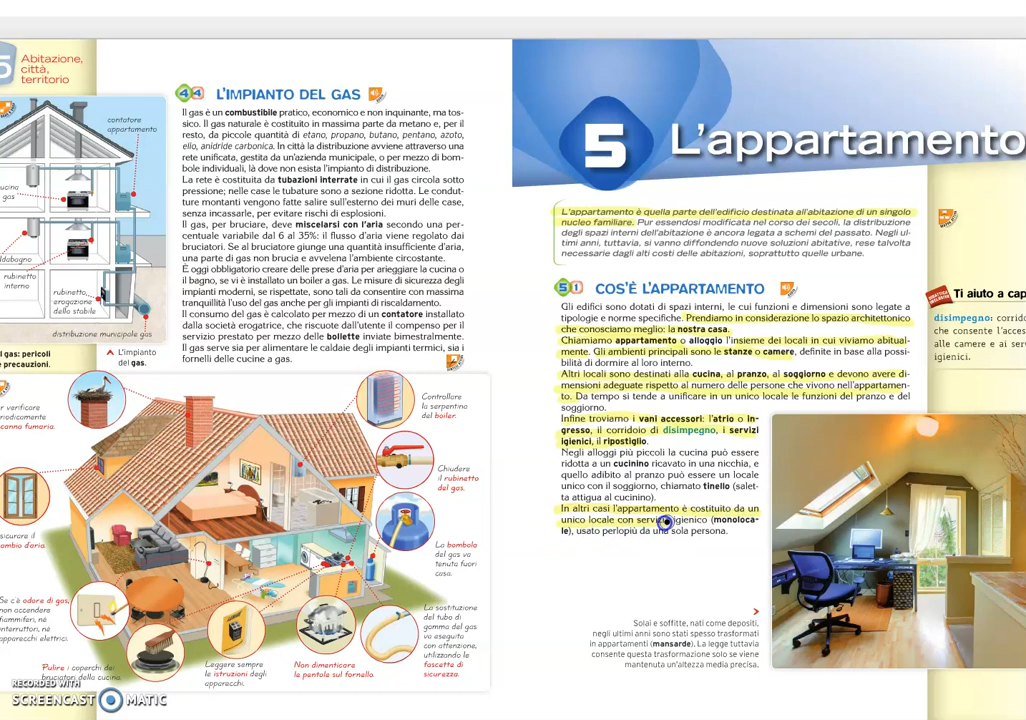 5
Abitazione,
città,
territorio
contatore
appartamento
gas
rubinetto
interno
rubinetto
erogazione
dello stabile
distribuzione municipale gas
l gas: pericoli
e precauzioni.
L'impianto
del gas.
4 4 L'IMPIANTO DEL GAS
Il gas è un combustibile pratico, economico e non inquinante, ma tos-
sico. Il gas naturale è costituito in massima parte da metano e, per il
resto, da piccole quantità di etano, propano, butano, pentano, azoto,
elio, anidride carbonica. In città la distribuzione avviene attraverso una
rete unificata, gestita da un'azienda municipale, o per mezzo di bom-
bole individuali, là dove non esista l'impianto di distribuzione.
La rete è costituita da tubazioni interrate in cui il gas circola sotto
pressione; nelle case le tubature sono a sezione ridotta. Le condut-
ture montanti vengono fatte salire sull'esterno dei muri delle case,
senza incassarle, per evitare rischi di esplosioni.
Il gas, per bruciare, deve miscelarsi con l'aria secondo una per-
centuale variabile dal 6 al 35%: il flusso d'aria viene regolato dai
bruciatori. Se al bruciatore giunge una quantità insufficiente d'aria,
una parte di gas non brucia e avvelena l'ambiente circostante.
È oggi obbligatorio creare delle prese d'aria per arieggiare la cucina o
il bagno, se vi è installato un boiler a gas. Le misure di sicurezza degli
impianti moderni, se rispettate, sono tali da consentire con massima
tranquillità l'uso del gas anche per gli impianti di riscaldamento.
Il consumo del gas è calcolato per mezzo di un contatore installato
dalla società erogatrice, che riscuote dall'utente il compenso per il
servizio prestato per mezzo delle bollette inviate bimestralmente.
Il gas serve sia per alimentare le caldaie degli impianti termici, sia i
fornelli delle cucine a gas.
Controllare
la serpentina
del boiler.
Chiudere
il rubinetto
del gas.
La bombola
del gas va
tenuta fuori
casa.
La sostituzione
del tubo di
gomma del gas
va eseguita
con attenzione,
utilizzando le
fascette di
sicurezza.
Non dimenticare
le pentole sul fornello.
Leggere sempre
le istruzioni degli
apparecchi.
Pulire i coperchi dei
bruciatori della cucina.
Se c'è odore di gas,
non accendere
fiammiferi, né
interruttori, né
apparecchi elettrici.
RECORDED WITH
SCREENCAST MATIC
5 L'appartamento
L'appartamento è quella parte dell'edificio destinata all'abitazione di un singolo
nucleo familiare. Pur essendosi modificata nel corso dei secoli, la distribuzione
degli spazi interni dell'abitazione è ancora legata a schemi del passato. Negli ul-
timi anni, tuttavia, si vanno diffondendo nuove soluzioni abitative, rese talvolta
necessarie dagli alti costi delle abitazioni, soprattutto quelle urbane.
5 1 COS'È L'APPARTAMENTO
Gli edifici sono dotati di spazi interni, le cui funzioni e dimensioni sono legate a
tipologie e norme specifiche. Prendiamo in considerazione lo spazio architettonico
che conosciamo meglio: la nostra casa.
Chiamiamo appartamento o alloggio l'insieme dei locali in cui viviamo abitual-
mente. Gli ambienti principali sono le stanze o camere, definite in base alla possi-
bilità di dormire al loro interno.
Altri locali sono destinati alla cucina, al pranzo, al soggiorno e devono avere di-
mensioni adeguate rispetto al numero delle persone che vivono nell'appartamen-
to. Da tempo si tende a unificare in un unico locale le funzioni del pranzo e del
soggiorno.
Infine troviamo i vani accessori: l'atrio o in-
gresso, il corridoio di disimpegno, i servizi
igienici, il ripostiglio.
Negli alloggi più piccoli la cucina può essere
ridotta a un cucinino ricavato in una nicchia, e
quello adibito al pranzo può essere un locale
unico con il soggiorno, chiamato tinello (salet-
ta attigua al cucinino).
In altri casi l'appartamento è costituito da un
unico locale con servizio igienico (monoloca-
le), usato perlopiù da una sola persona.
Solai e soffitte, nati come depositi,
negli ultimi anni sono stati spesso trasformati
in appartamenti (mansarde). La legge tuttavia
consente questa trasformazione solo se viene
mantenuta un'altezza media precisa.
Ti aiuto a cap
disimpegno: corrido
che consente l'acces
alle camere e ai serv
igienici.